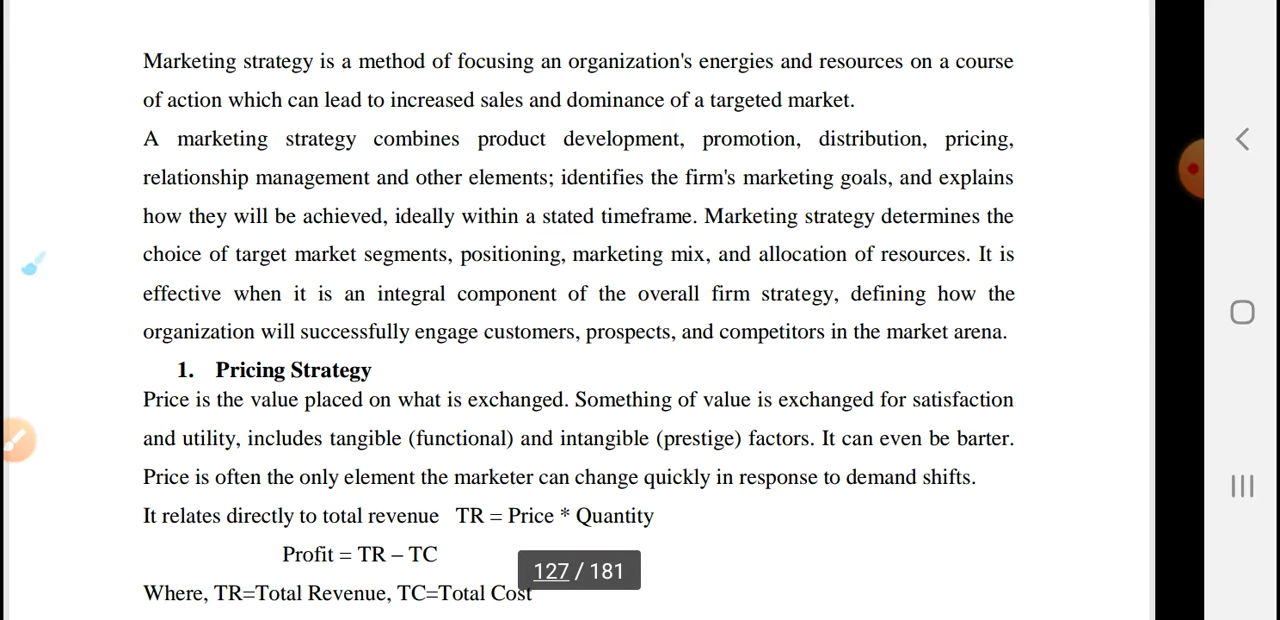 Marketing strategy is a method of focusing an organization's energies and resources on a course
of action which can lead to increased sales and dominance of a targeted market.
A marketing strategy combines product development, promotion, distribution, pricing,
relationship management and other elements; identifies the firm's marketing goals, and explains
how they will be achieved, ideally within a stated timeframe. Marketing strategy determines the
choice of target market segments, positioning, marketing mix, and allocation of resources. It is
effective when it is an integral component of the overall firm strategy, defining how the
organization will successfully engage customers, prospects, and competitors in the market arena.
1. Pricing Strategy
Price is the value placed on what is exchanged. Something of value is exchanged for satisfaction
and utility, includes tangible (functional) and intangible (prestige) factors. It can even be barter.
Price is often the only element the marketer can change quickly in response to demand shifts.
It relates directly to total revenue TR = Price * Quantity
Profit = TR – TC
127 / 181
Where, TR=Total Revenue, TC=Total Cost